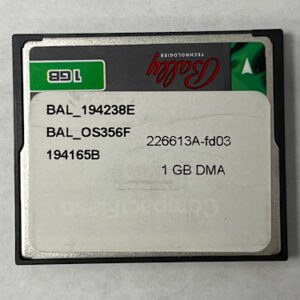 1GB
Bally
TECHNOLOGIES
BAL_194238E
BAL_OS356F
194165B
226613A-fd03
1 GB DMA